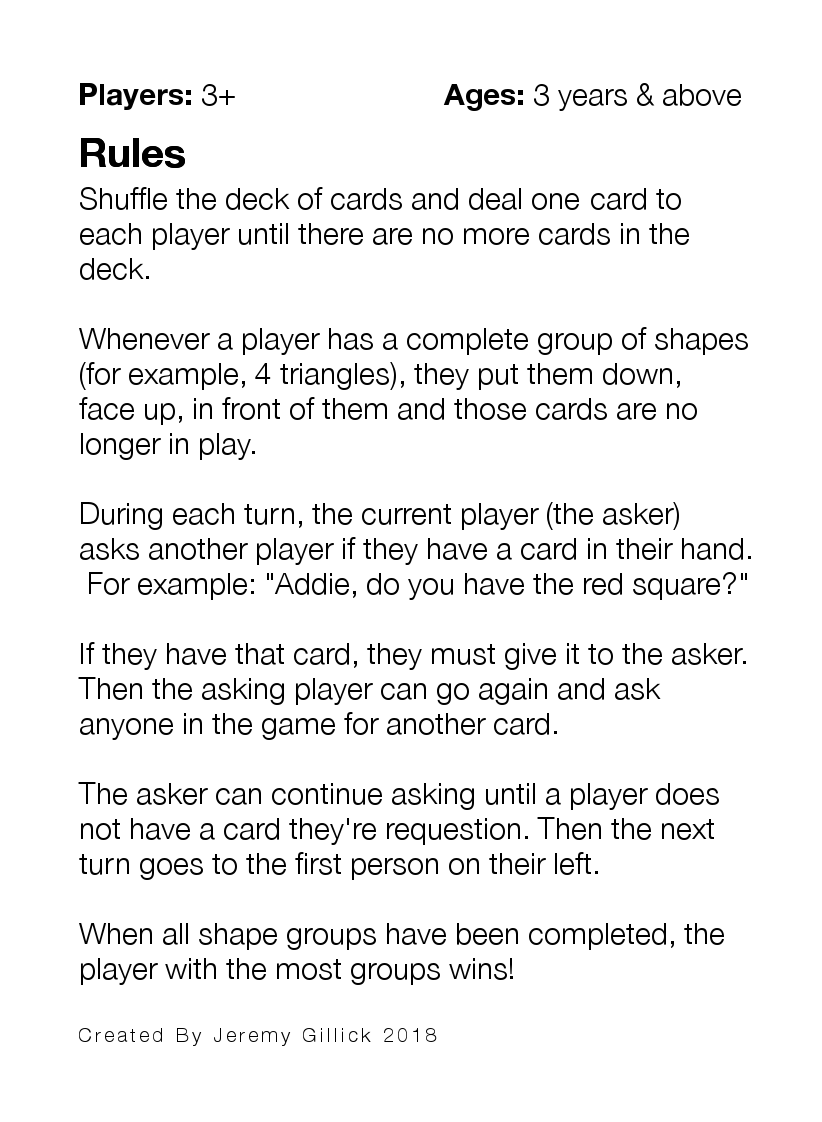 Players: 3+ Ages: 3 years & above
Rules
Shuffle the deck of cards and deal one card to
each player until there are no more cards in the
deck.
Whenever a player has a complete group of shapes
(for example, 4 triangles), they put them down,
face up, in front of them and those cards are no
longer in play.
During each turn, the current player (the asker)
asks another player if they have a card in their hand.
For example: "Addie, do you have the red square?"
If they have that card, they must give it to the asker.
Then the asking player can go again and ask
anyone in the game for another card.
The asker can continue asking until a player does
not have a card they're requestion. Then the next
turn goes to the first person on their left.
When all shape groups have been completed, the
player with the most groups wins!
Created By Jeremy Gillick 2018